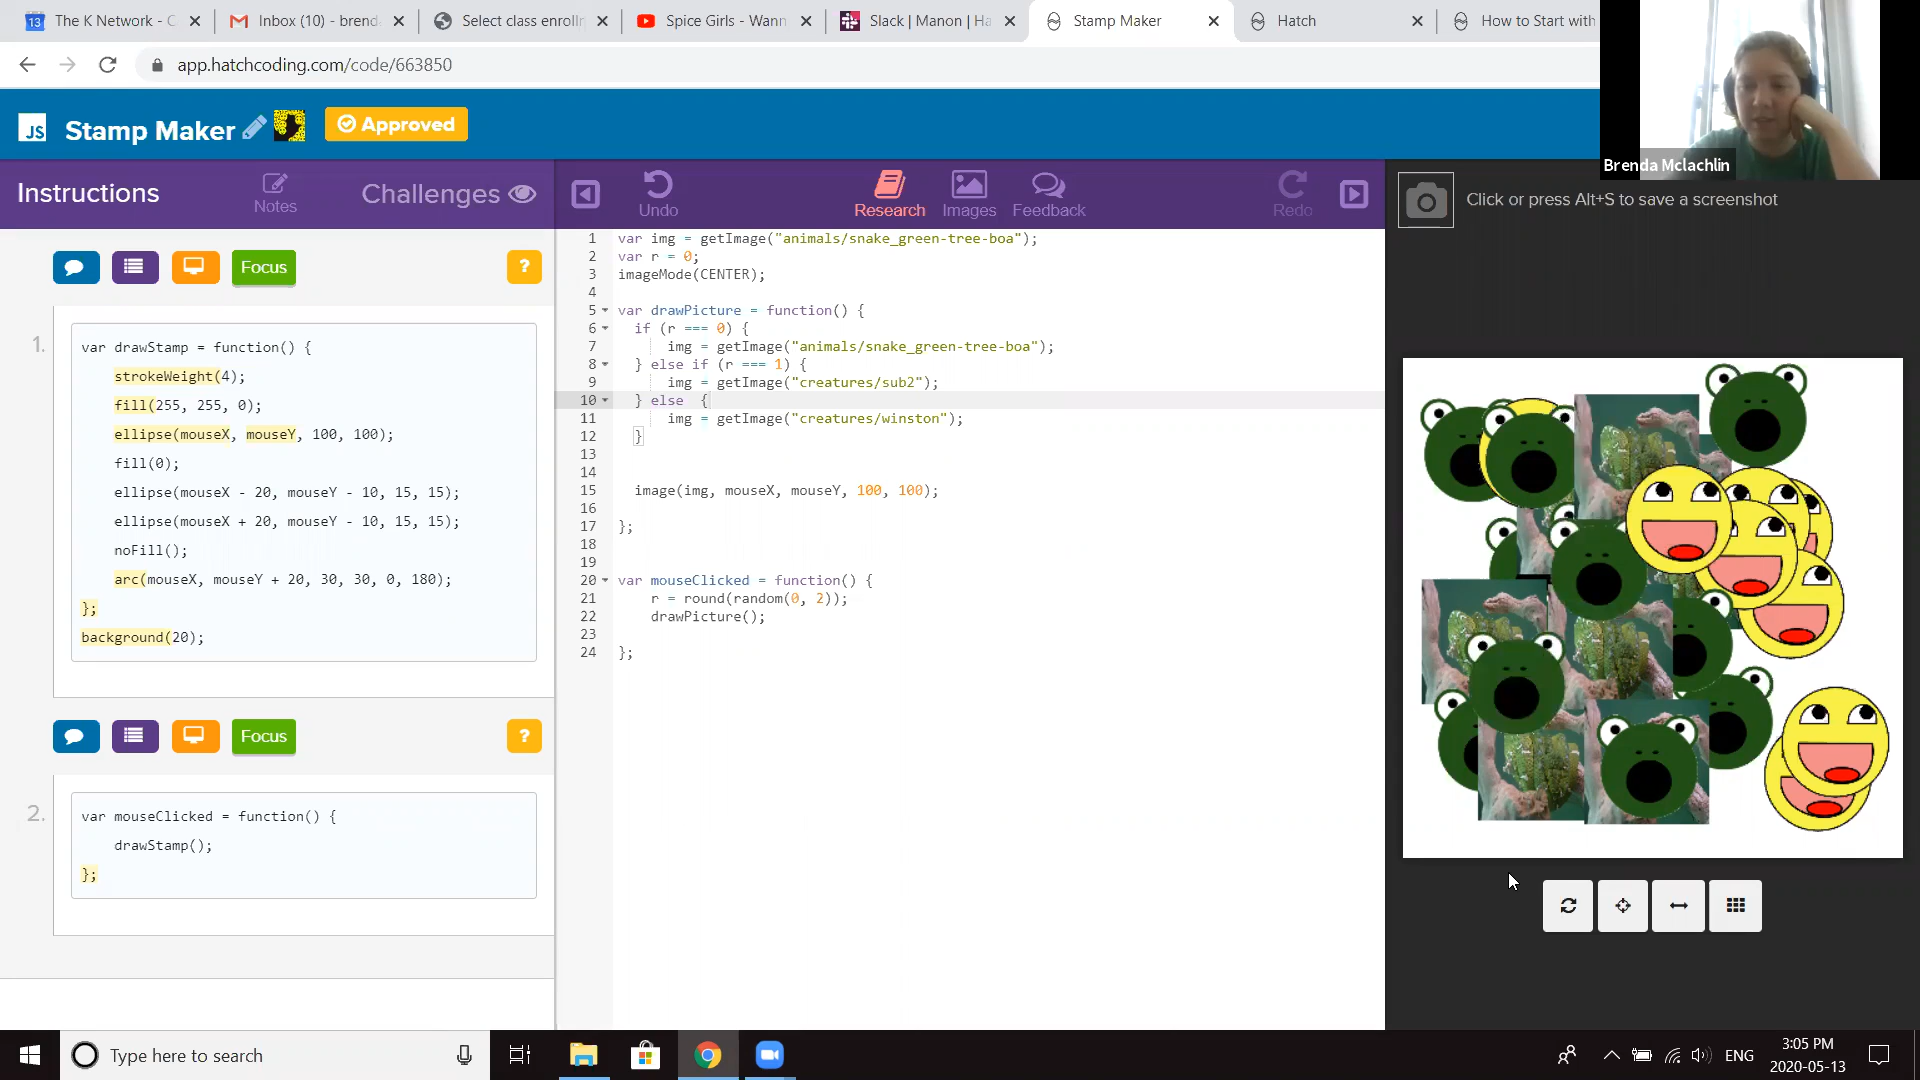 The K Network - C
Inbox (10) - brend
Select class enrollm
Spice Girls - Wann
Slack | Manon | Ha
Stamp Maker
Hatch
How to Start with
app.hatchcoding.com/code/663850
JS
Stamp Maker
Approved
Brenda Mclachlin
Instructions
Notes
Challenges
Undo
Research
Images
Feedback
Redo
Click or press Alt+S to save a screenshot
Focus
?
1.
var drawStamp = function() {
strokeWeight(4);
fill(255, 255, 0);
ellipse(mouseX, mouseY, 100, 100);
fill(0);
ellipse(mouseX - 20, mouseY - 10, 15, 15);
ellipse(mouseX + 20, mouseY - 10, 15, 15);
noFill();
arc(mouseX, mouseY + 20, 30, 30, 0, 180);
};
background(20);
Focus
?
2.
var mouseClicked = function() {
drawStamp();
};
1 var img = getImage("animals/snake_green-tree-boa");
2 var r = 0;
3 imageMode(CENTER);
4
5 var drawPicture = function() {
6 if (r === 0) {
7 img = getImage("animals/snake_green-tree-boa");
8 } else if (r === 1) {
9 img = getImage("creatures/sub2");
10 } else {
11 img = getImage("creatures/winston");
12 }
13
14
15 image(img, mouseX, mouseY, 100, 100);
16
17 };
18
19
20 var mouseClicked = function() {
21 r = round(random(0, 2));
22 drawPicture();
23
24 };
Type here to search
ENG
3:05 PM
2020-05-13